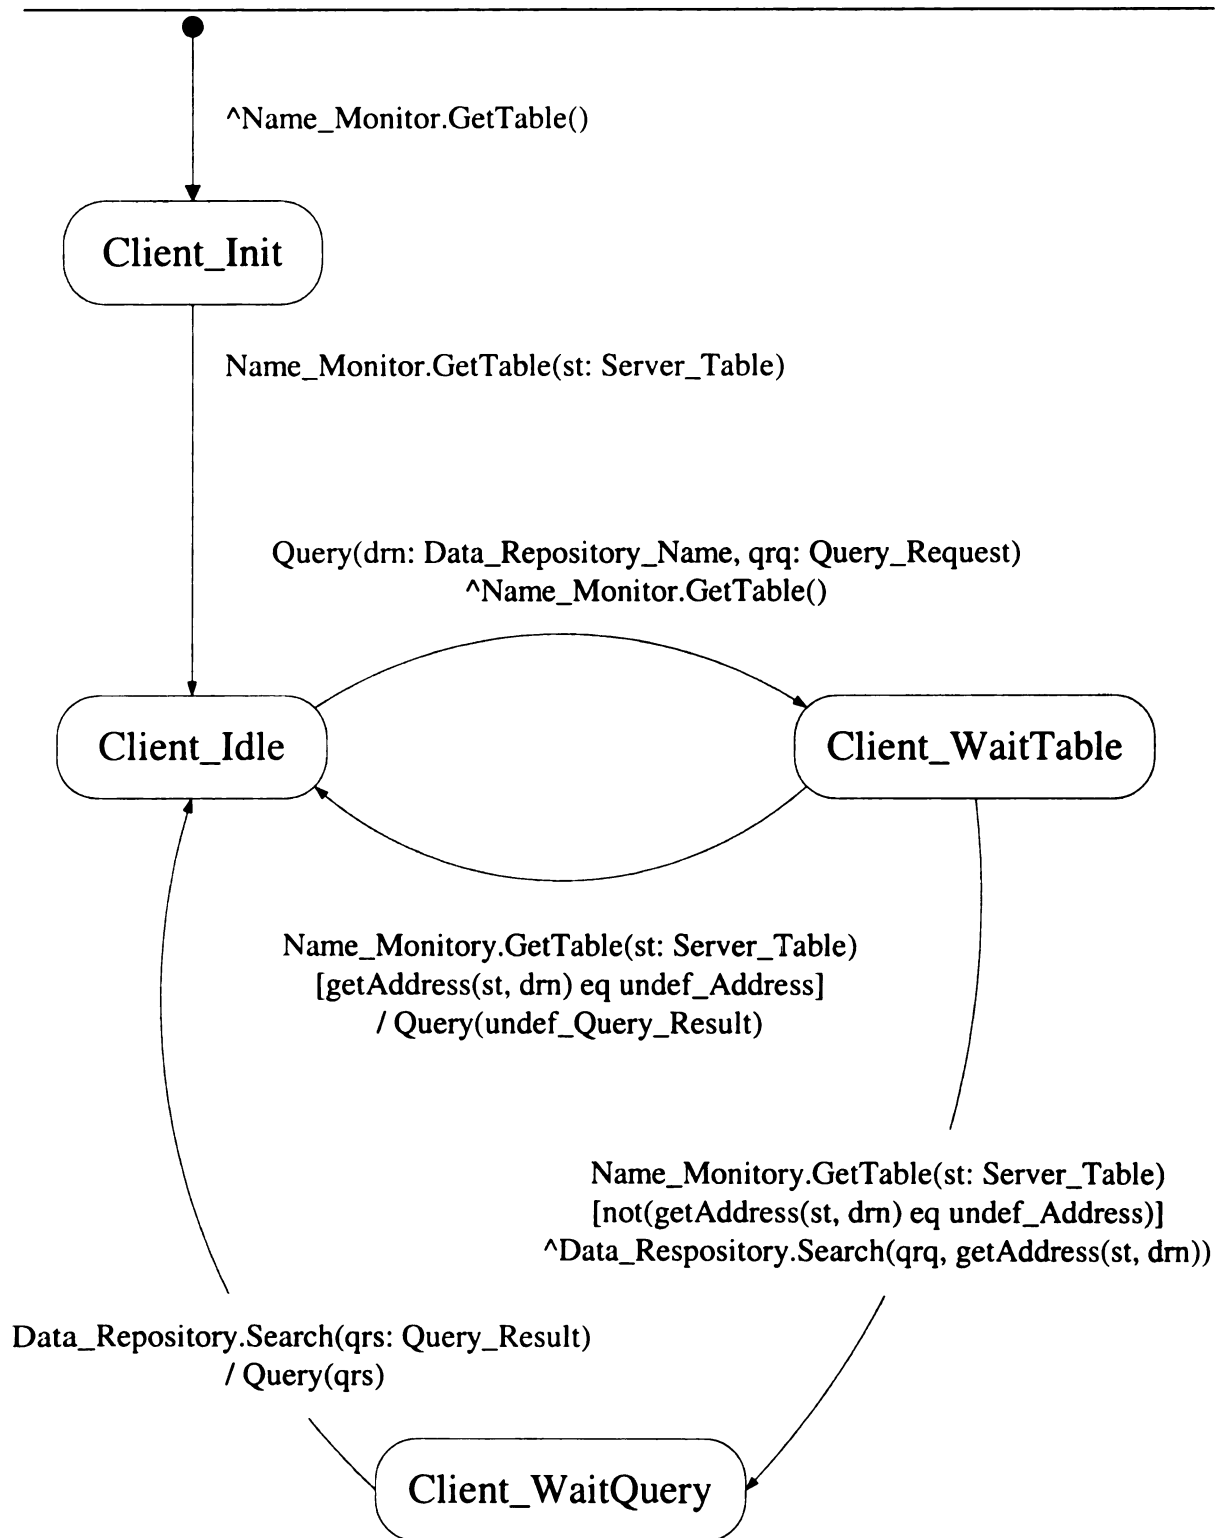 ^Name_Monitor.GetTable()
Client_Init
Name_Monitor.GetTable(st: Server_Table)
Query(drn: Data_Repository_Name, qrq: Query_Request)
^Name_Monitor.GetTable()
Client_Idle
Client_WaitTable
Name_Monitory.GetTable(st: Server_Table)
[getAddress(st, drn) eq undef_Address]
/ Query(undef_Query_Result)
Name_Monitory.GetTable(st: Server_Table)
[not(getAddress(st, drn) eq undef_Address)]
^Data_Respository.Search(qrq, getAddress(st, drn))
Data_Repository.Search(qrs: Query_Result)
/ Query(qrs)
Client_WaitQuery